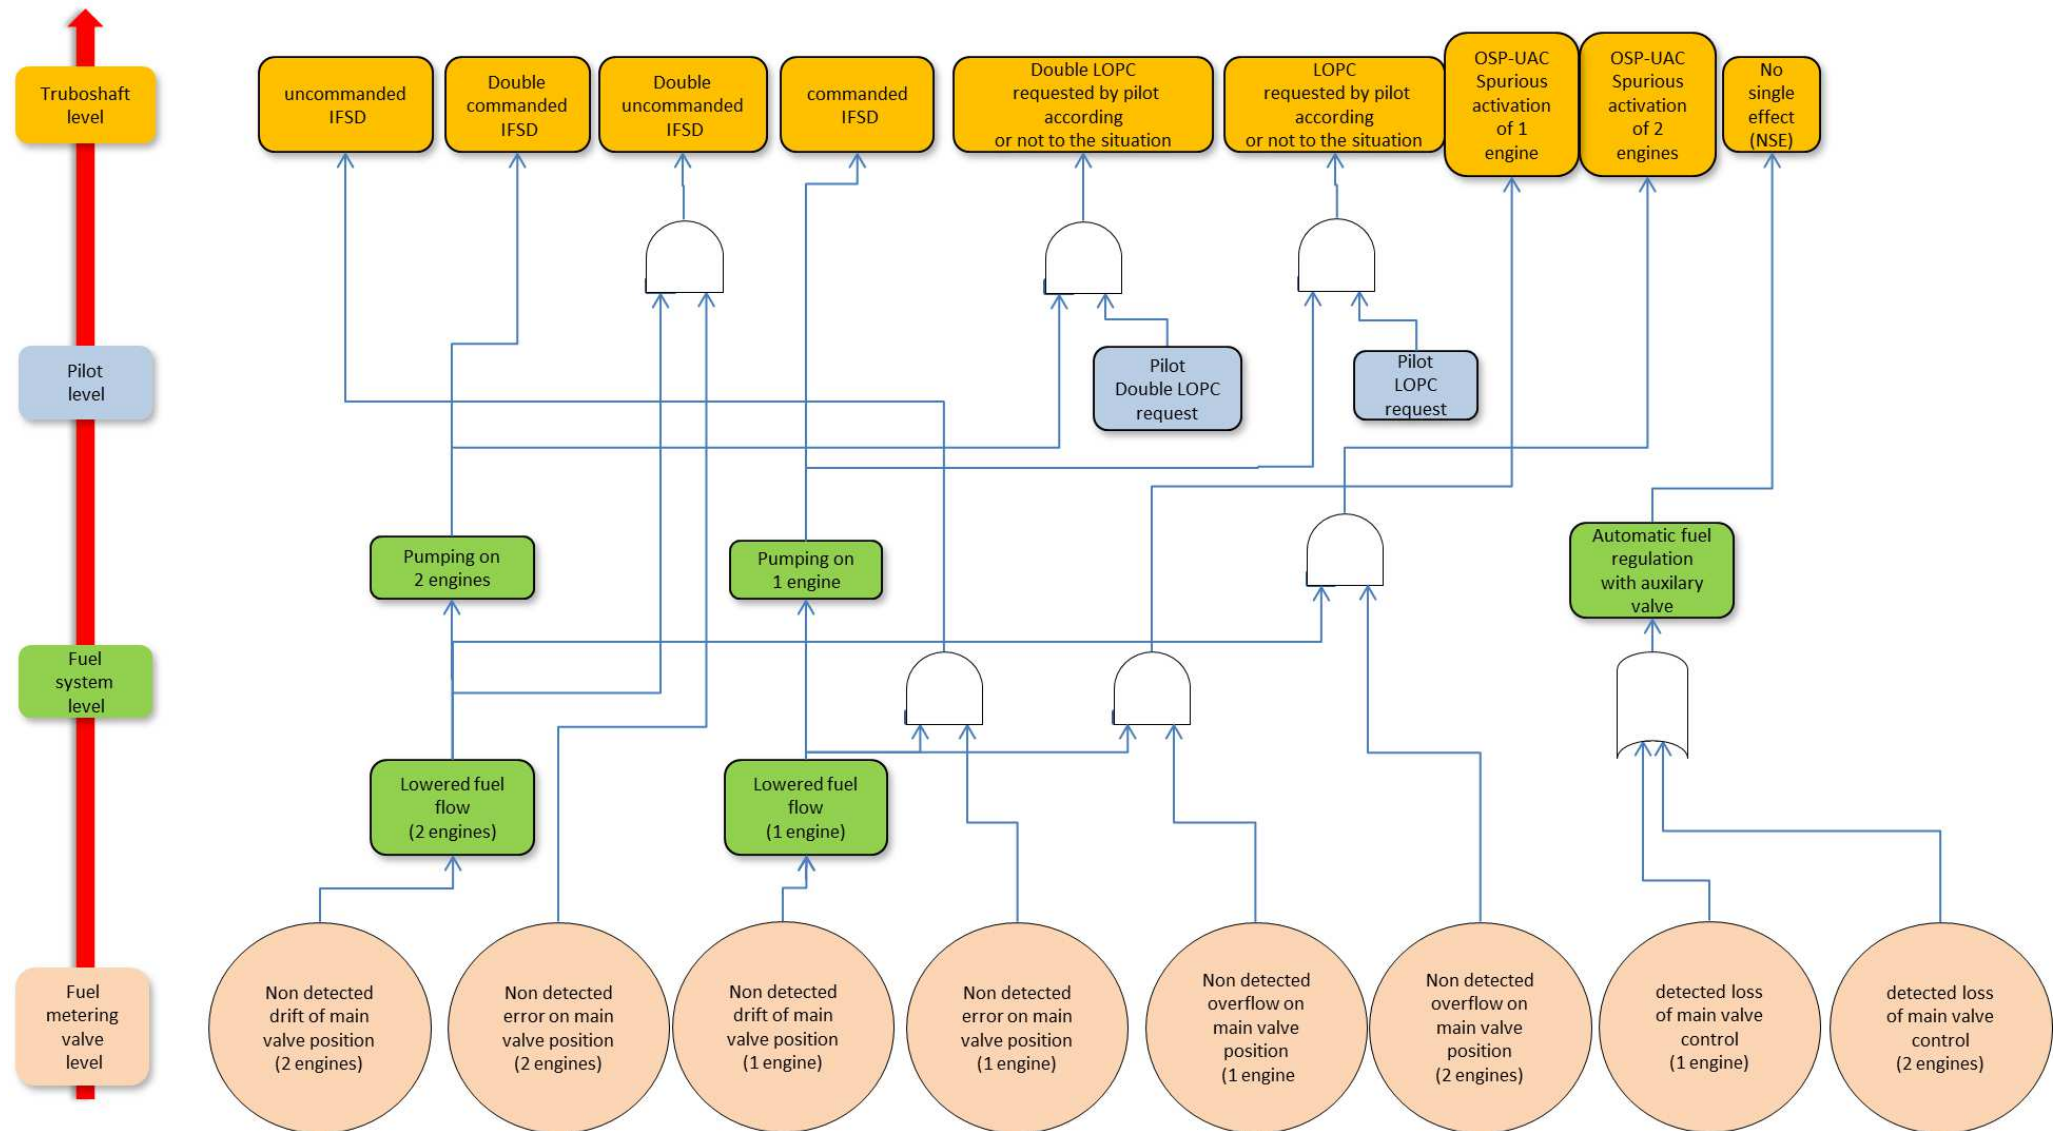 Truboshaft
level
uncommanded
IFSD
Double
commanded
IFSD
Double
uncommanded
IFSD
commanded
IFSD
Double LOPC
requested by pilot
according
or not to the situation
LOPC
requested by pilot
according
or not to the situation
OSP-UAC
Spurious
activation
of 1
engine
OSP-UAC
Spurious
activation
of 2
engines
No
single
effect
(NSE)
Pilot
level
Pilot
Double LOPC
request
Pilot
LOPC
request
Pumping on
2 engines
Pumping on
1 engine
Automatic fuel
regulation
with auxilary
valve
Fuel
system
level
Lowered fuel
flow
(2 engines)
Lowered fuel
flow
(1 engine)
Fuel
metering
valve
level
Non detected
drift of main
valve position
(2 engines)
Non detected
error on main
valve position
(2 engines)
Non detected
drift of main
valve position
(1 engine)
Non detected
error on main
valve position
(1 engine)
Non detected
overflow on
main valve
position
(1 engine
Non detected
overflow on
main valve
position
(2 engines)
detected loss
of main valve
control
(1 engine)
detected loss
of main valve
control
(2 engines)